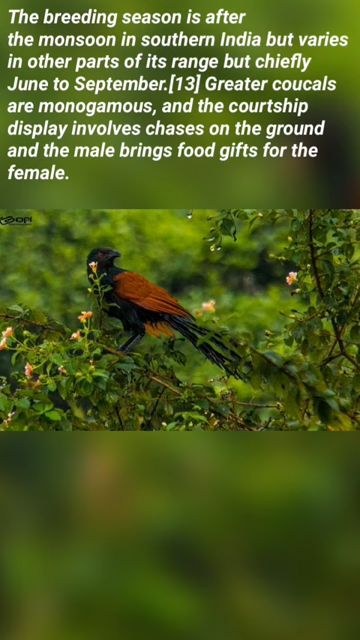 The breeding season is after
the monsoon in southern India but varies
in other parts of its range but chiefly
June to September.[13] Greater coucals
are monogamous, and the courtship
display involves chases on the ground
and the male brings food gifts for the
female.